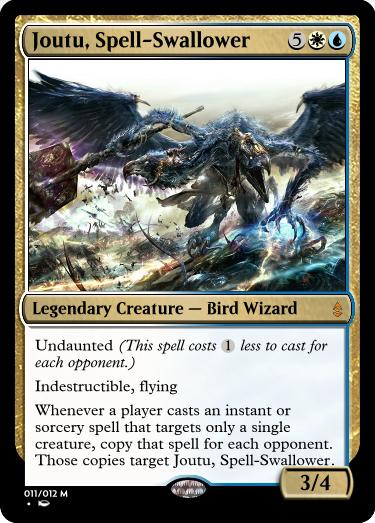 Joutu, Spell-Swallower 5
Legendary Creature — Bird Wizard
Undaunted (This spell costs 1 less to cast for
each opponent.)
Indestructible, flying
Whenever a player casts an instant or
sorcery spell that targets only a single
creature, copy that spell for each opponent.
Those copies target Joutu, Spell-Swallower.
3/4
011/012 M